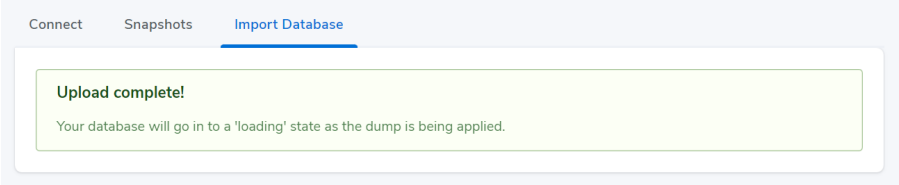 Connect Snapshots Import Database
Upload complete!
Your database will go in to a 'loading' state as the dump is being applied.